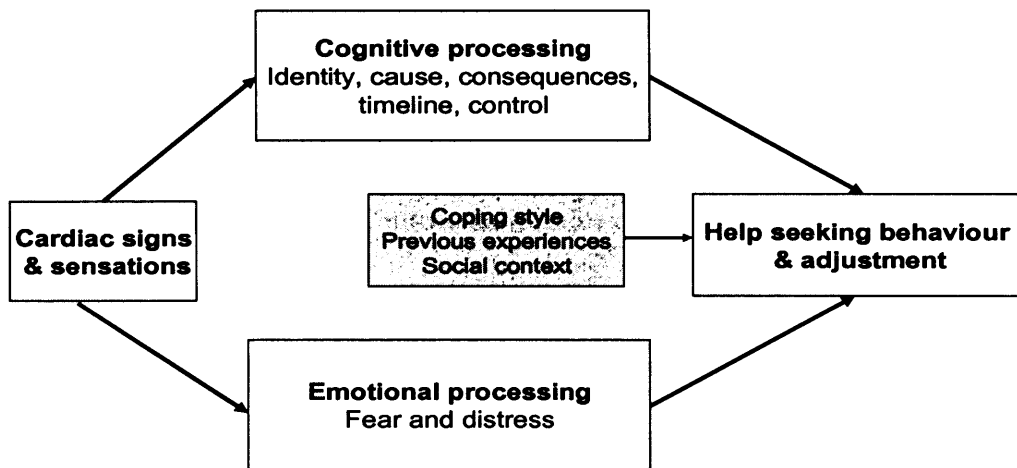 Cognitive processing
Identity, cause, consequences,
timeline, control
Cardiac signs
& sensations
Coping style
Previous experiences
Social context
Help seeking behaviour
& adjustment
Emotional processing
Fear and distress